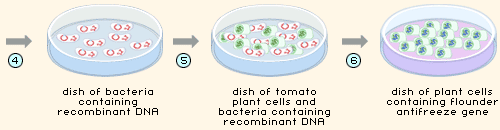 4
dish of bacteria
containing
recombinant DNA
5
dish of tomato
plant cells and
bacteria containing
recombinant DNA
6
dish of plant cells
containing flounder
antifreeze gene